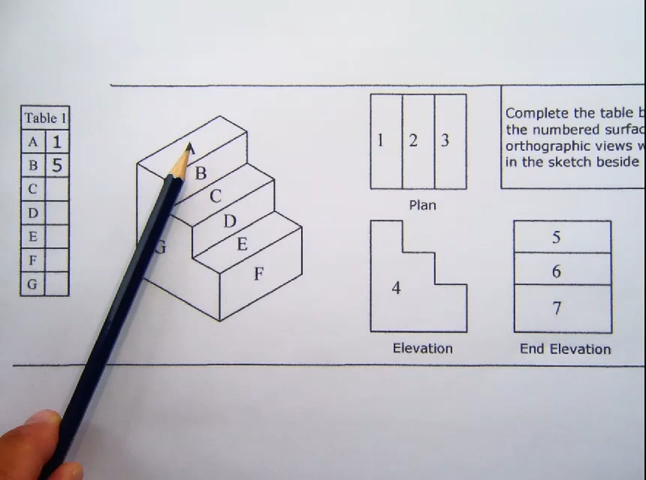 Table 1
A 1
B 5
C
D
E
F
G
A
B
C
D
E
F
G
1 2 3
Plan
4
Elevation
5
6
7
End Elevation
Complete the table b
the numbered surfac
orthographic views w
in the sketch beside